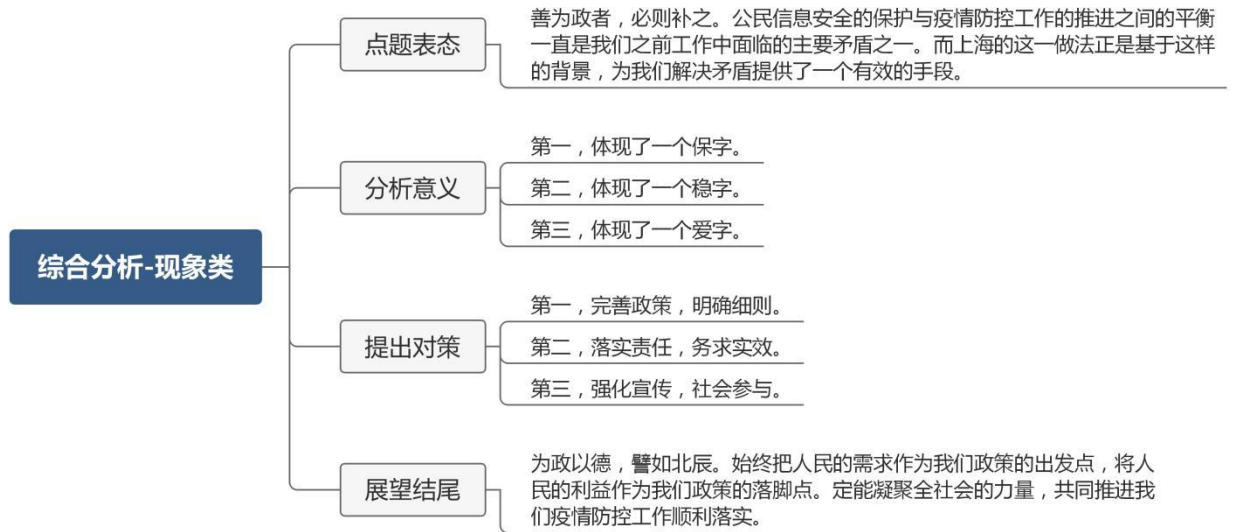 综合分析-现象类
点题表态
善为政者，必则补之。公民信息安全的保护与疫情防控工作的推进之间的平衡
一直是我们之前工作中面临的主要矛盾之一。而上海的这一做法正是基于这样
的背景，为我们解决矛盾提供了一个有效的手段。
分析意义
第一，体现了一个保字。
第二，体现了一个稳字。
第三，体现了一个爱字。
提出对策
第一，完善政策，明确细则。
第二，落实责任，务求实效。
第三，强化宣传，社会参与。
展望结尾
为政以德，譬如北辰。始终把人民的需求作为我们政策的出发点，将人
民的利益作为我们政策的落脚点。定能凝聚全社会的力量，共同推进我
们疫情防控工作顺利落实。